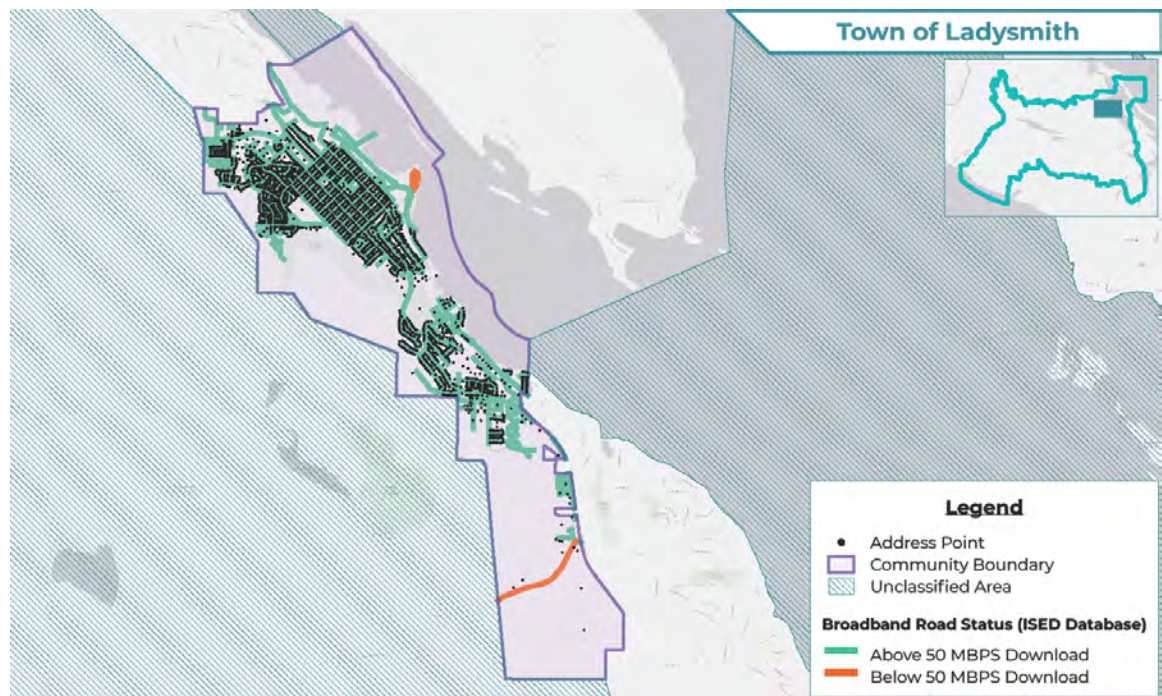 Town of Ladysmith
Legend
Address Point
Community Boundary
Unclassified Area
Broadband Road Status (ISED Database)
Above 50 MBPS Download
Below 50 MBPS Download